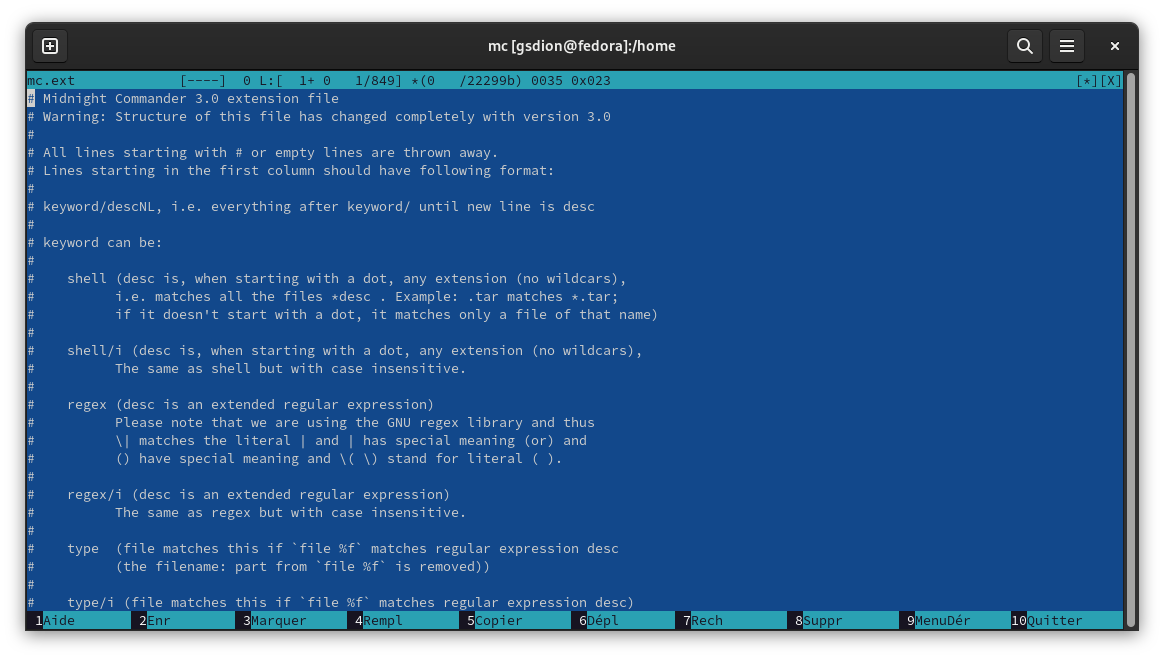 mc [gsdion@fedora]:/home
mc.ext             [----]  0 L:[  1+ 0   1/849] *(0   /22299b) 0035 0x023                                                          [*][X]
# Midnight Commander 3.0 extension file
# Warning: Structure of this file has changed completely with version 3.0
#
# All lines starting with # or empty lines are thrown away.
# Lines starting in the first column should have following format:
#
# keyword/descNL, i.e. everything after keyword/ until new line is desc
#
# keyword can be:
#
#    shell (desc is, when starting with a dot, any extension (no wildcars),
#          i.e. matches all the files *desc . Example: .tar matches *.tar;
#          if it doesn't start with a dot, it matches only a file of that name)
#
#    shell/i (desc is, when starting with a dot, any extension (no wildcars),
#          The same as shell but with case insensitive.
#
#    regex (desc is an extended regular expression)
#          Please note that we are using the GNU regex library and thus
#          \| matches the literal | and | has special meaning (or) and
#          () have special meaning and \( \) stand for literal ( ).
#
#    regex/i (desc is an extended regular expression)
#          The same as regex but with case insensitive.
#
#    type  (file matches this if `file %f` matches regular expression desc
#          (the filename: part from `file %f` is removed))
#
#    type/i (file matches this if `file %f` matches regular expression desc)
1Aide 2Enr 3Marquer 4Rempl 5Copier 6Dépl 7Rech 8Suppr 9MenuDér 10Quitter